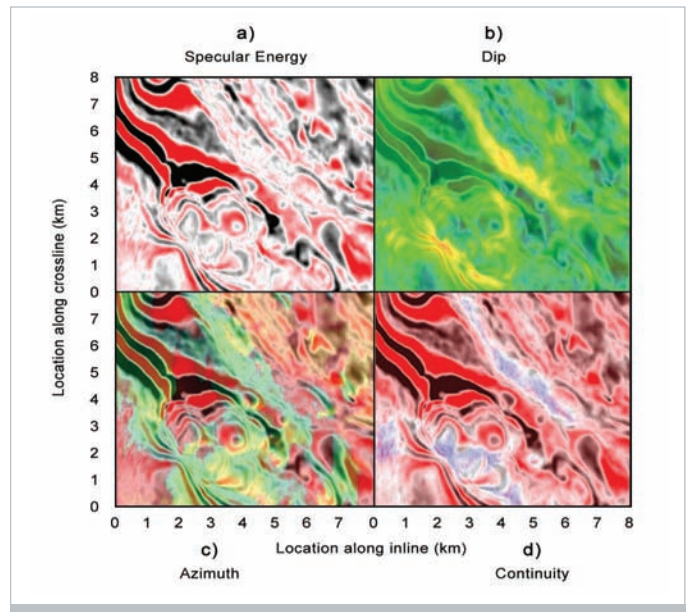 a)
b)
Specular Energy
Dip
8
7
6
5
4
3
2
1
0
7
6
5
4
3
2
1
0
Location along crossline (km)
0 1 2 3 4 5 6 7 0 1 2 3 4 5 6 7 8
c) Location along inline (km) d)
Azimuth
Continuity